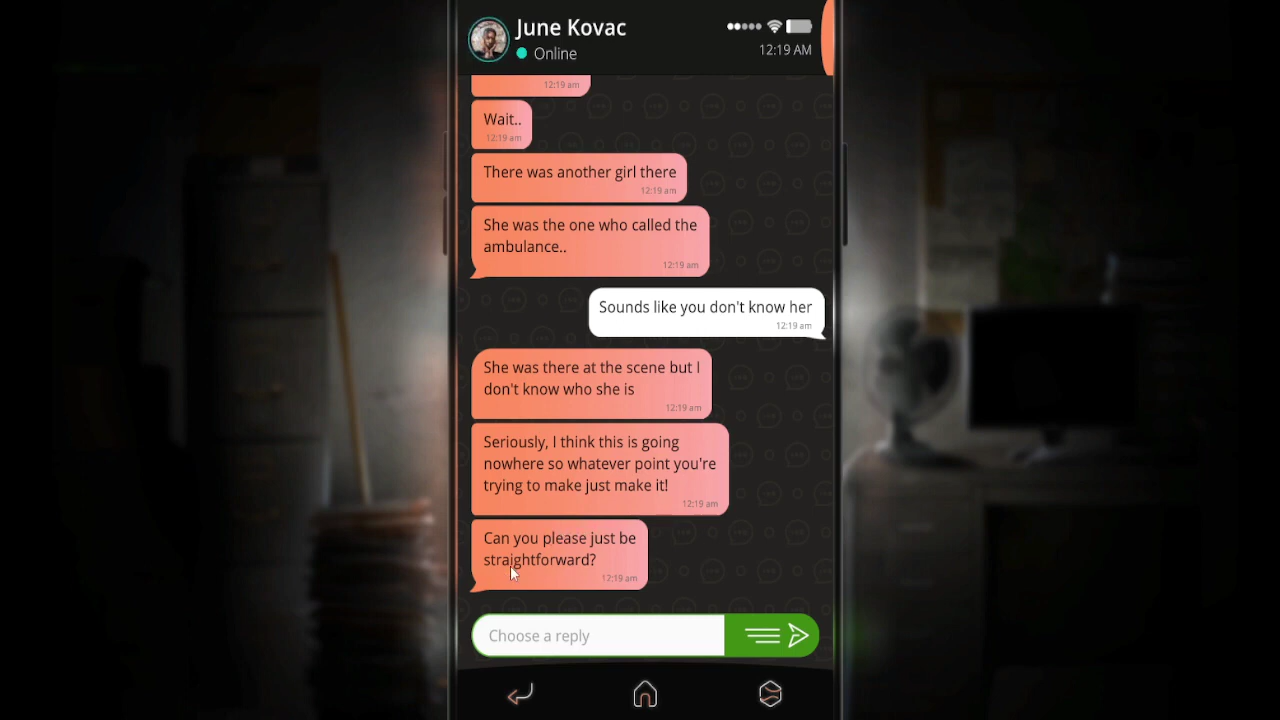 June Kovac
Online
12:19 AM
12:19 am
Wait..
12:19 am
There was another girl there
12:19 am
She was the one who called the
ambulance..
12:19 am
Sounds like you don't know her
12:19 am
She was there at the scene but I
don't know who she is
12:19 am
Seriously, I think this is going
nowhere so whatever point you're
trying to make just make it!
12:19 am
Can you please just be
straightforward?
12:19 am
Choose a reply